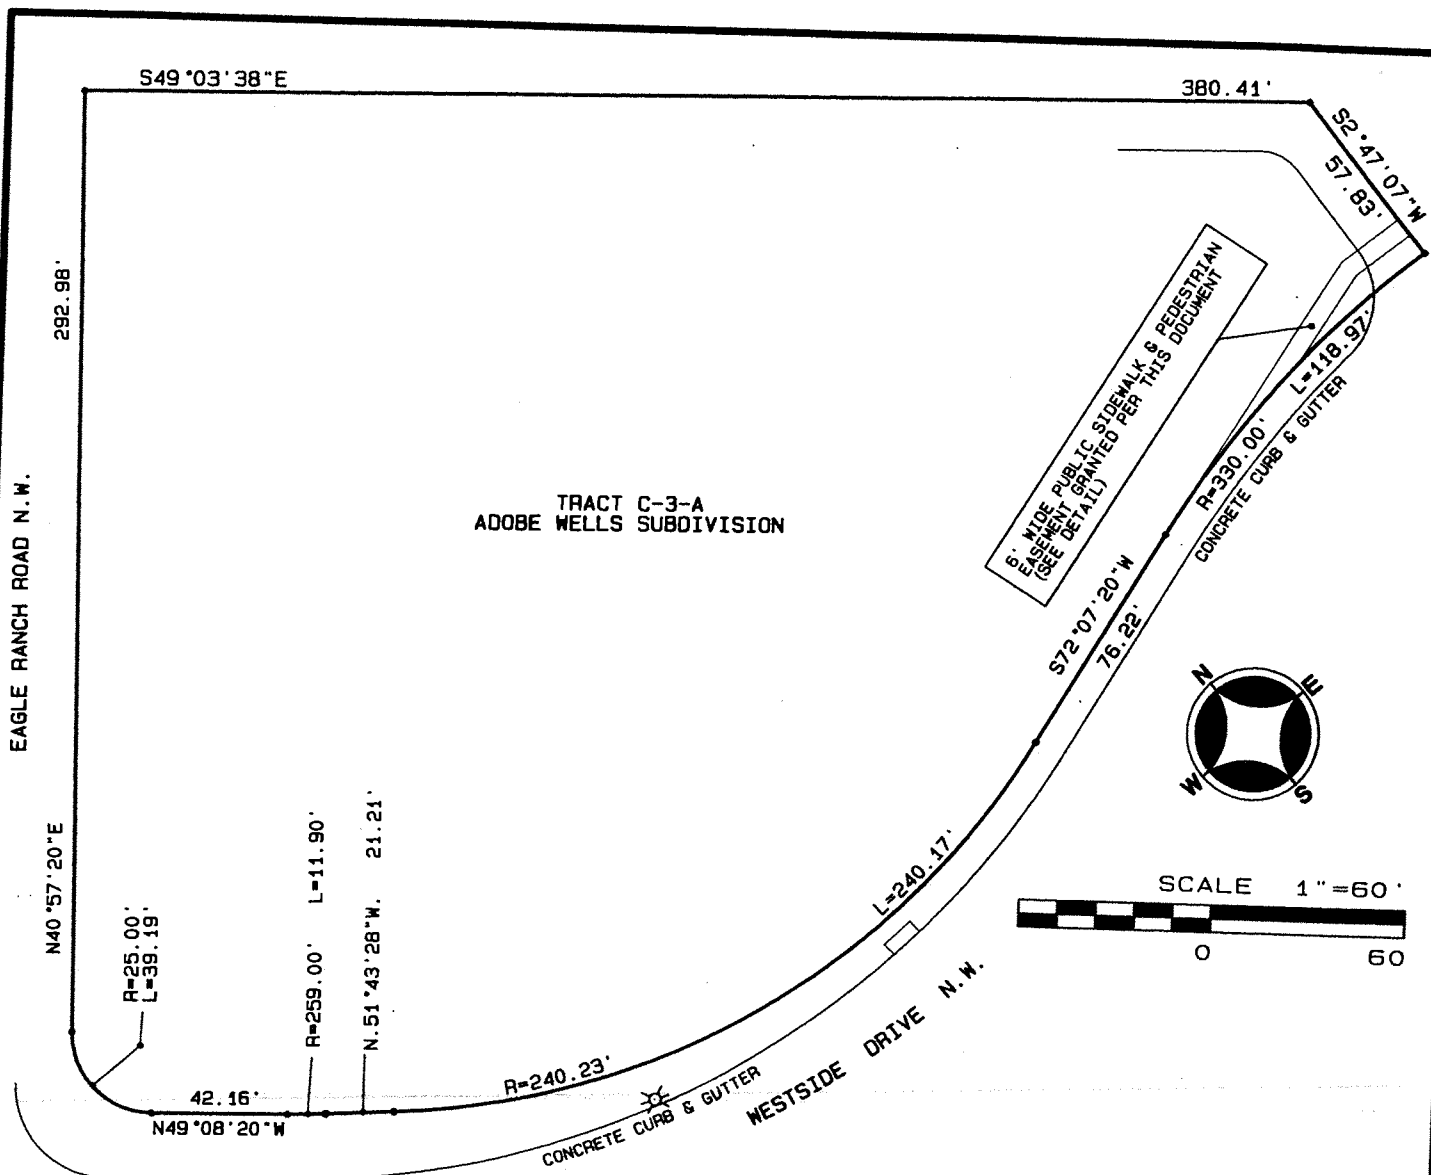 S49°03'38"E
380.41'
S2°47'07"W
57.83'
292.98'
6' WIDE PUBLIC SIDEWALK & PEDESTRIAN
EASEMENT GRANTED PER THIS DOCUMENT
(SEE DETAIL)
L=118.97'
R=330.00'
CONCRETE CURB & GUTTER
TRACT C-3-A
ADOBE WELLS SUBDIVISION
EAGLE RANCH ROAD N.W.
S72°07'20"W
76.22'
N
E
W
S
N40°57'20"E
R=25.00'
L=39.19'
R=259.00' L=11.90'
N.51°43'28"W. 21.21'
L=240.17'
SCALE 1"=60'
0 60
R=240.23'
42.16'
N49°08'20"W
CONCRETE CURB & GUTTER
WESTSIDE DRIVE N.W.